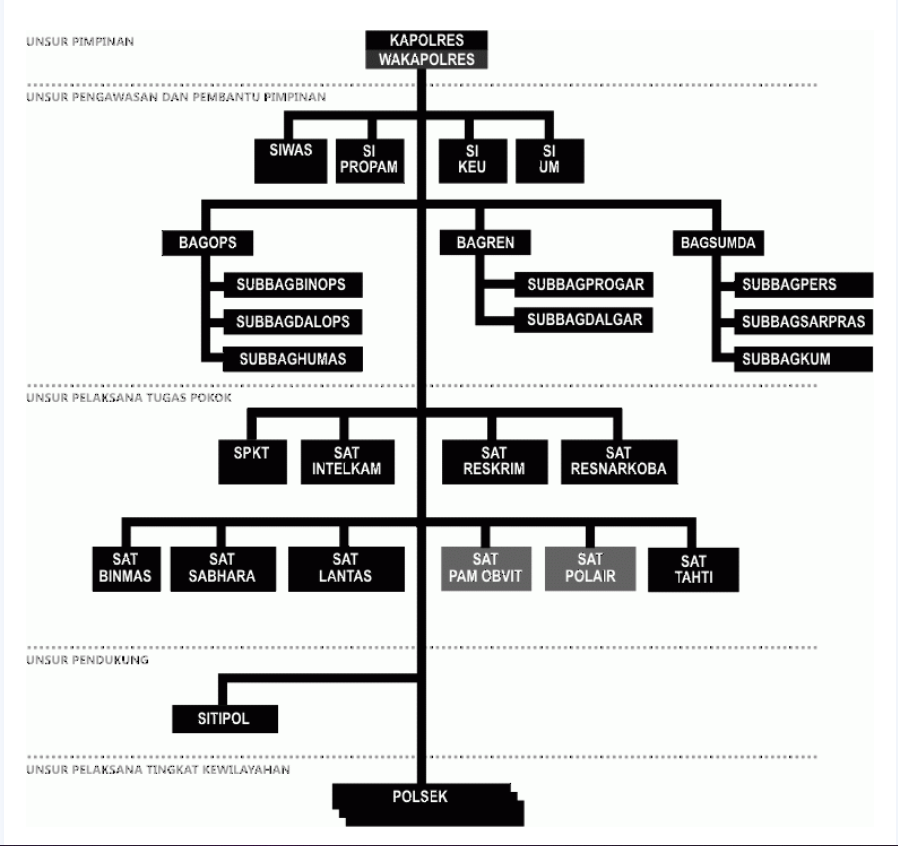 UNSUR PIMPINAN
KAPOLRES
WAKAPOLRES
UNSUR PENGAWASAN DAN PEMBANTU PIMPINAN
SIWAS
SI
PROPAM
SI
KEU
SI
UM
BAGOPS
BAGREN
BAGSUMDA
SUBBAGBINOPS
SUBBAGPROGAR
SUBBAGPERS
SUBBAGDALOPS
SUBBAGDALGAR
SUBBAGSARPRAS
SUBBAGHUMAS
SUBBAGKUM
UNSUR PELAKSANA TUGAS POKOK
SPKT
SAT
INTELKAM
SAT
RESKRIM
SAT
RESNARKOBA
SAT
BINMAS
SAT
SABHARA
SAT
LANTAS
SAT
PAM OBVIT
SAT
POLAIR
SAT
TAHTI
UNSUR PENDUKUNG
SITIPOL
UNSUR PELAKSANA TINGKAT KEWILAYAHAN
POLSEK